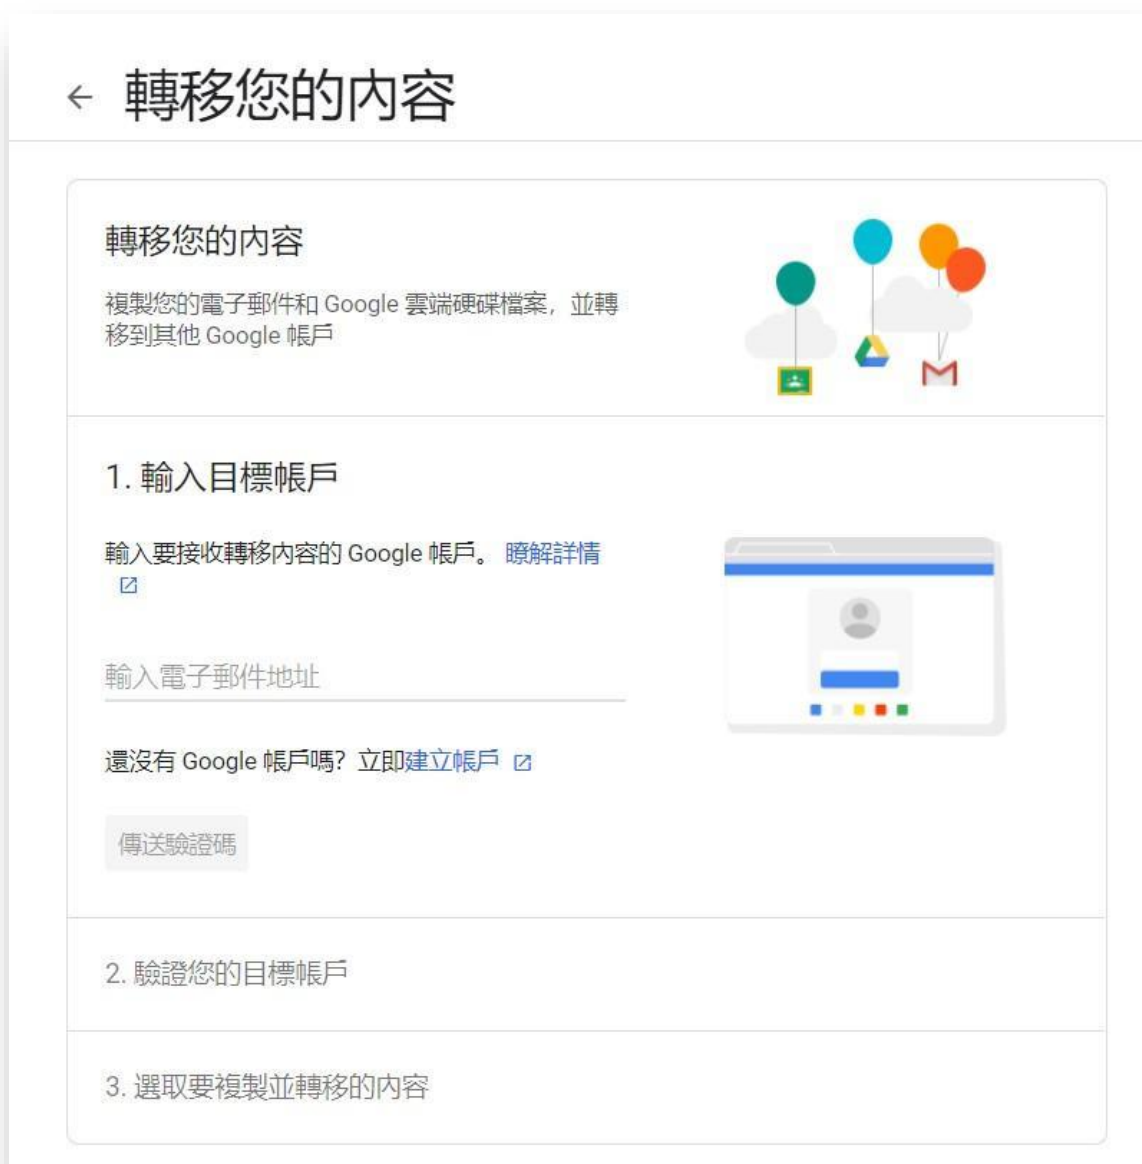 轉移您的內容
轉移您的內容
複製您的電子郵件和 Google 雲端硬碟檔案，並轉
移到其他 Google 帳戶
1. 輸入目標帳戶
輸入要接收轉移內容的 Google 帳戶。 瞭解詳情
輸入電子郵件地址
還沒有 Google 帳戶嗎？立即建立帳戶
傳送驗證碼
2. 驗證您的目標帳戶
3. 選取要複製並轉移的內容